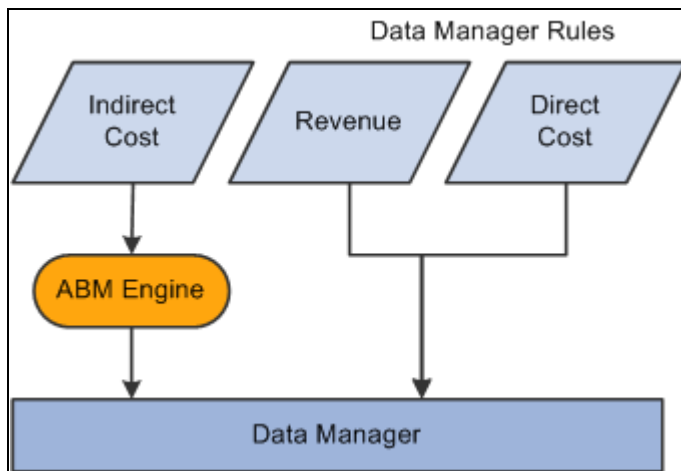 Data Manager Rules
Indirect
Cost
Revenue
Direct
Cost
ABM Engine
Data Manager